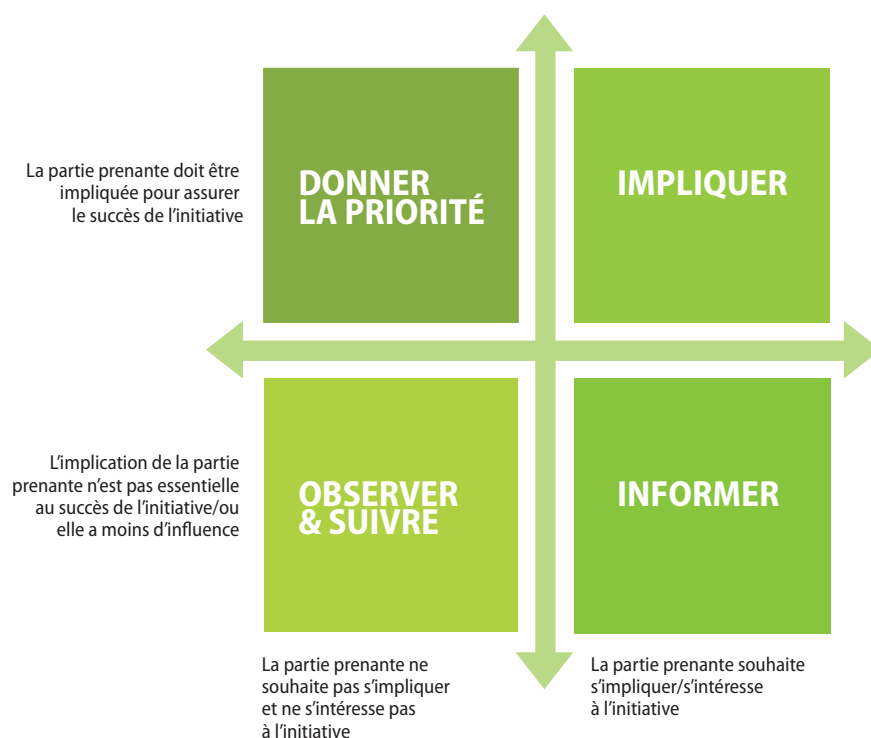 La partie prenante doit être
impliquée pour assurer
le succès de l’initiative
DONNER
LA PRIORITÉ
IMPLIQUER
L’implication de la partie
prenante n’est pas essentielle
au succès de l’initiative/ou
elle a moins d’influence
OBSERVER
& SUIVRE
INFORMER
La partie prenante ne
souhaite pas s’impliquer
et ne s’intéresse pas
à l’initiative
La partie prenante souhaite
s’impliquer/s’intéresse
à l’initiative